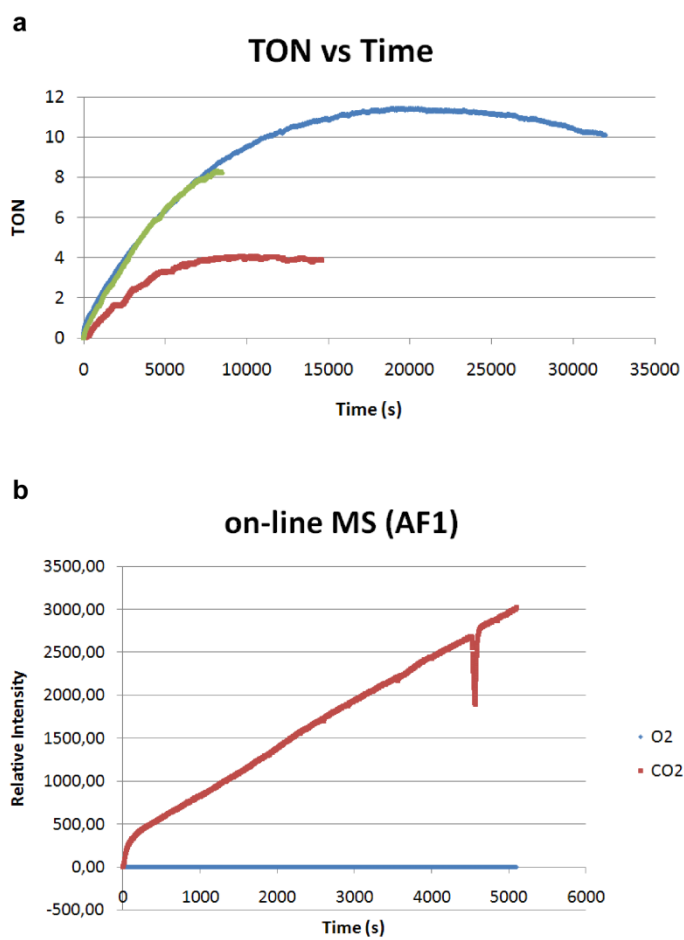 a
TON vs Time
12
10
8
6
4
2
0
TON
0 5000 10000 15000 20000 25000 30000 35000
Time (s)
b
on-line MS (AF1)
3500,00
3000,00
2500,00
2000,00
1500,00
1000,00
500,00
0,00
-500,00
Relative Intensity
O2
CO2
0 1000 2000 3000 4000 5000 6000
Time (s)